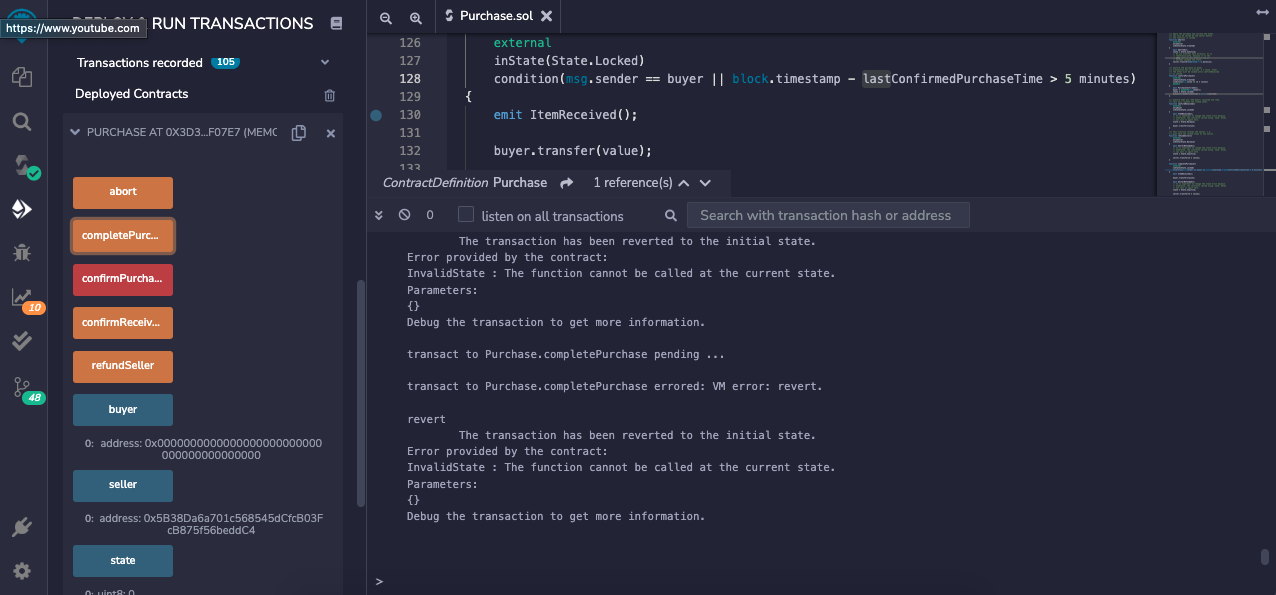 DEPLOY & RUN TRANSACTIONS
https://www.youtube.com
Transactions recorded 105
Deployed Contracts
PURCHASE AT 0X3D3...F07E7 (MEMO
abort
completePurc...
confirmPurcha...
confirmReceiv...
refundSeller
buyer
0: address: 0x00000000000000000000000000
00000000000000
seller
0: address: 0x5B38Da6a701c568545dCfcB03F
cB875f56beddC4
state
0: uint8: 0
10
48
Purchase.sol
126 external
127 inState(State.Locked)
128 condition(msg.sender == buyer || block.timestamp - lastConfirmedPurchaseTime > 5 minutes)
129 {
130 emit ItemReceived();
131
132 buyer.transfer(value);
133
ContractDefinition Purchase 1 reference(s)
0 listen on all transactions Search with transaction hash or address
The transaction has been reverted to the initial state.
Error provided by the contract:
InvalidState : The function cannot be called at the current state.
Parameters:
{}
Debug the transaction to get more information.
transact to Purchase.completePurchase pending ...
transact to Purchase.completePurchase errored: VM error: revert.
revert
The transaction has been reverted to the initial state.
Error provided by the contract:
InvalidState : The function cannot be called at the current state.
Parameters:
{}
Debug the transaction to get more information.
>